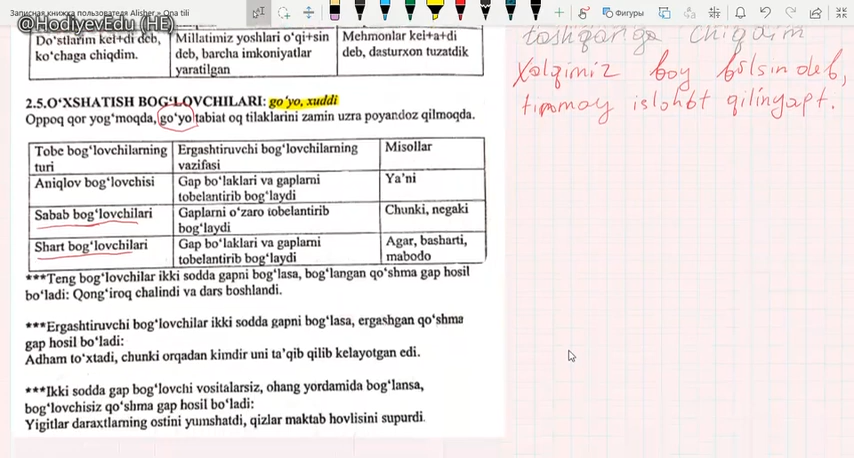 Записная книжка пользователя Alisher » Ona tili
@HodiyevEdu (HE)
Фигуры
Do‘stlarim kel+di deb, ko‘chaga chiqdim.
Millatimiz yoshlari o‘qi+sin deb, barcha imkoniyatlar yaratilgan
Mehmonlar kel+a+di deb, dasturxon tuzatdik
2.5.O‘XSHATISH BOG‘LOVCHILARI: go‘yo, xuddi
Oppoq qor yog‘moqda, go‘yo tabiat oq tilaklarini zamin uzra poyandoz qilmoqda.
Tobe bog‘lovchilarning turi
Ergashtiruvchi bog‘lovchilarning vazifasi
Misollar
Aniqlov bog‘lovchisi
Gap bo‘laklari va gaplarni tobelantirib bog‘laydi
Ya’ni
Sabab bog‘lovchilari
Gaplarni o‘zaro tobelantirib bog‘laydi
Chunki, negaki
Shart bog‘lovchilari
Gap bo‘laklari va gaplarni tobelantirib bog‘laydi
Agar, basharti, mabodo
***Teng bog‘lovchilar ikki sodda gapni bog‘lasa, bog‘langan qo‘shma gap hosil
bo‘ladi: Qong‘iroq chalindi va dars boshlandi.
***Ergashtiruvchi bog‘lovchilar ikki sodda gapni bog‘lasa, ergashgan qo‘shma
gap hosil bo‘ladi:
Adham to‘xtadi, chunki orqadan kimdir uni ta’qib qilib kelayotgan edi.
***Ikki sodda gap bog‘lovchi vositalarsiz, ohang yordamida bog‘lansa,
bog‘lovchisiz qo‘shma gap hosil bo‘ladi:
Yigitlar daraxtlarning ostini yumshatdi, qizlar maktab hovlisini supurdi.
tashqariga chiqdim
Xalqimiz boy bo‘lsin deb,
tinmay islohot qilinyapt.